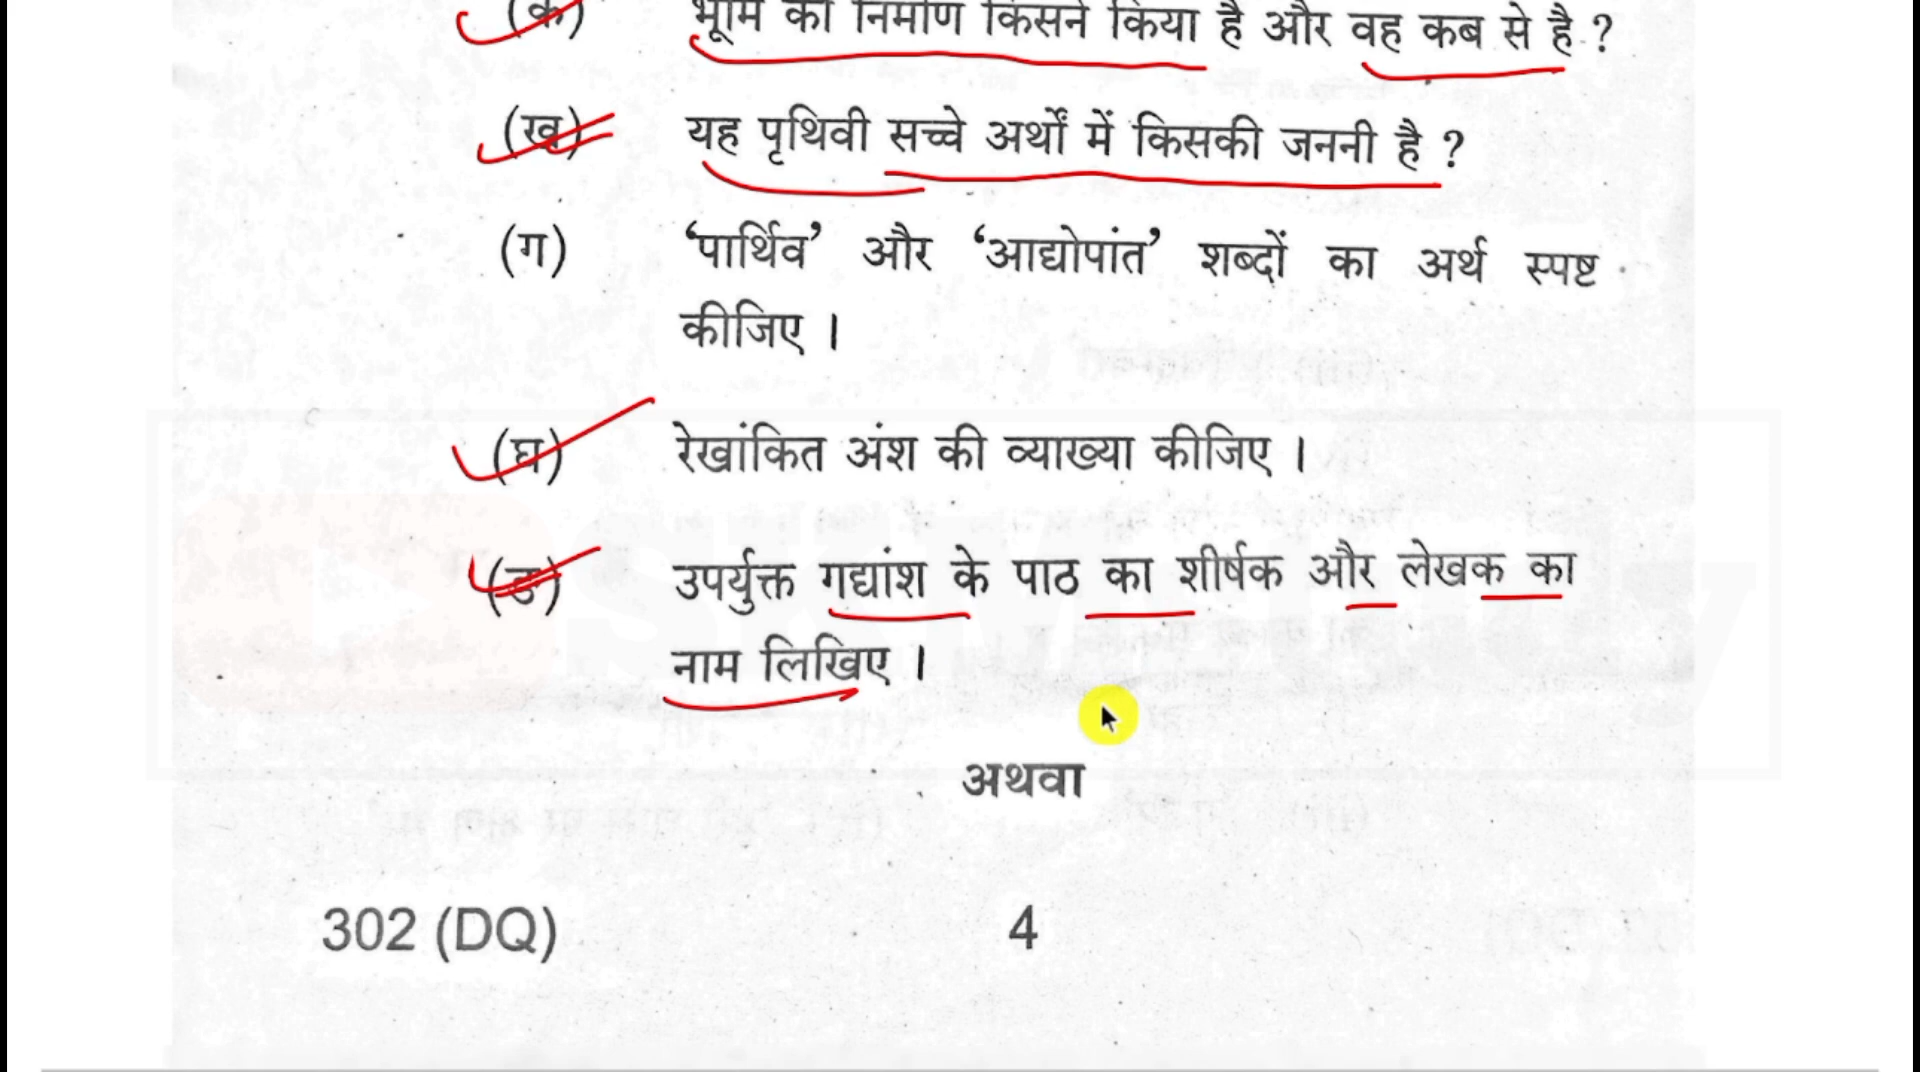 (क) भूमि का निर्माण किसने किया है और वह कब से है ?
(ख) यह पृथिवी सच्चे अर्थों में किसकी जननी है ?
(ग) ‘पार्थिव’ और ‘आद्योपांत’ शब्दों का अर्थ स्पष्ट
कीजिए ।
(घ) रेखांकित अंश की व्याख्या कीजिए ।
(ङ) उपर्युक्त गद्यांश के पाठ का शीर्षक और लेखक का
नाम लिखिए ।
अथवा
302 (DQ) 4